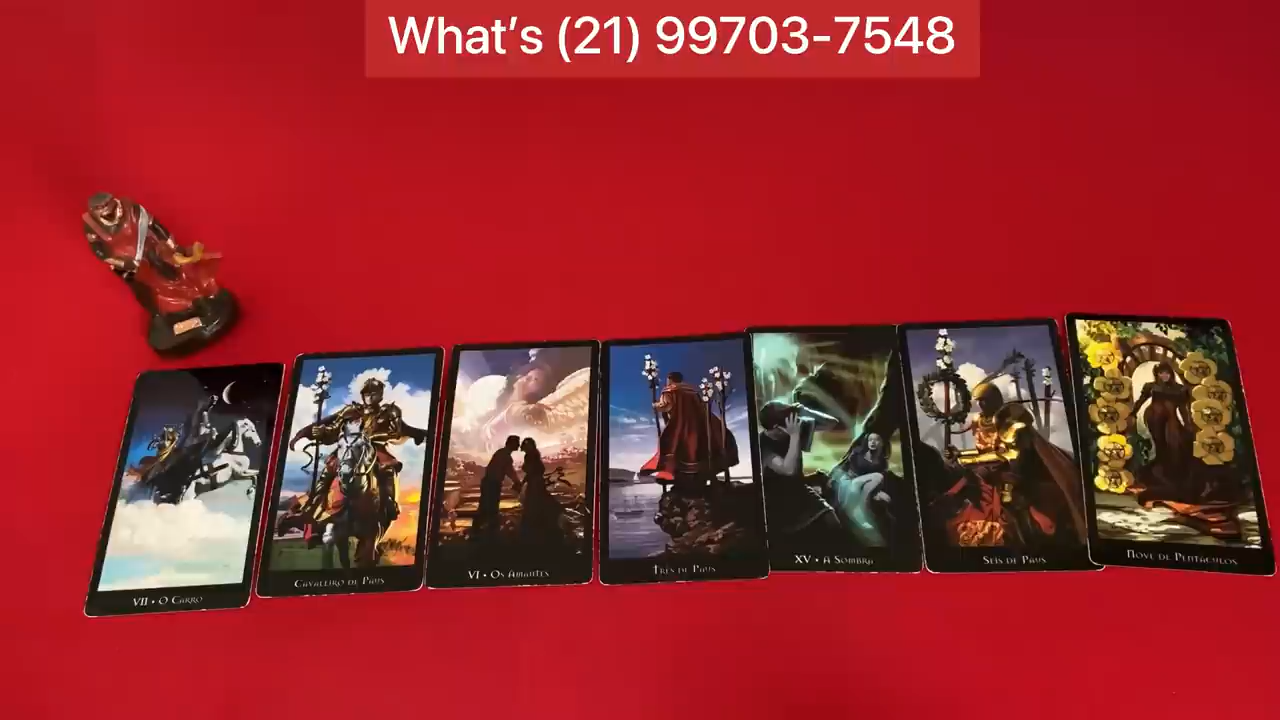 What's (21) 99703-7548
VII • O Carro
Cavaleiro de Paus
VI • Os Amantes
Três de Paus
XV • A Sombra
Seis de Paus
Nove de Pentáculos